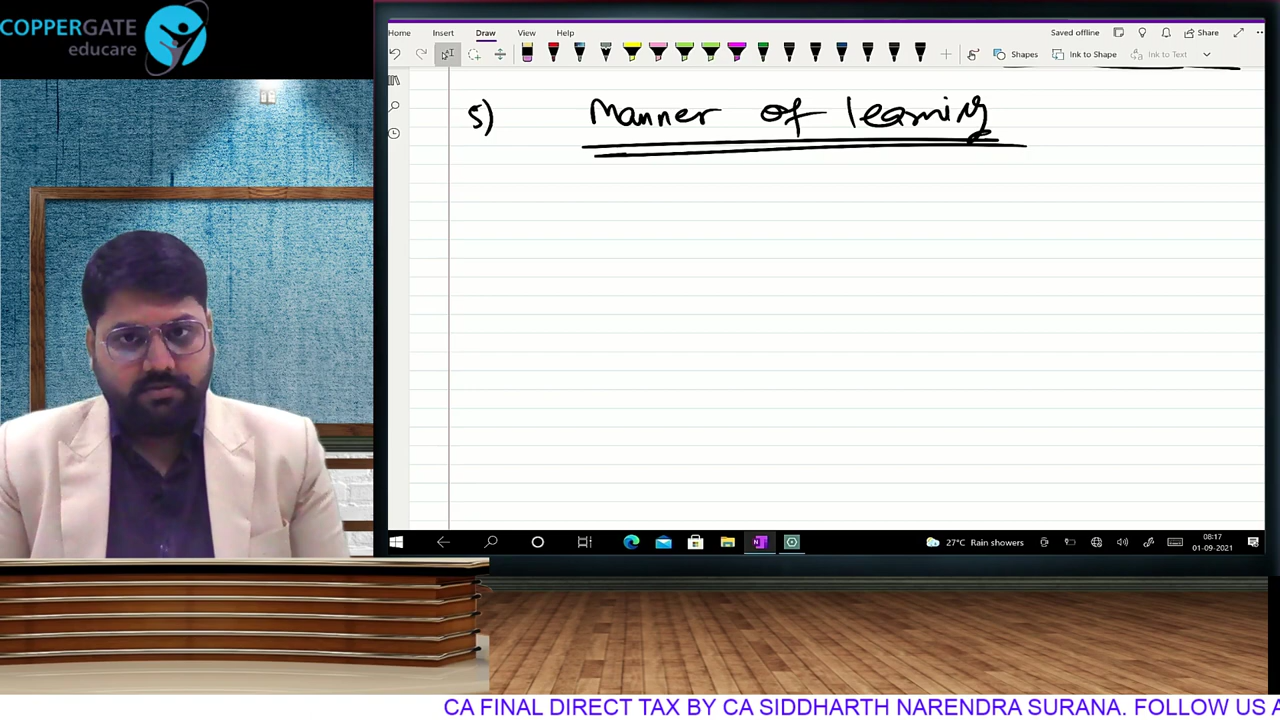 COPPERGATE
educare
Home Insert Draw View Help
Saved offline
Share
Shapes
Ink to Shape
Ink to Text
5) Manner of learning
27°C Rain showers
08:17
01-09-2021
CA FINAL DIRECT TAX BY CA SIDDHARTH NARENDRA SURANA. FOLLOW US A